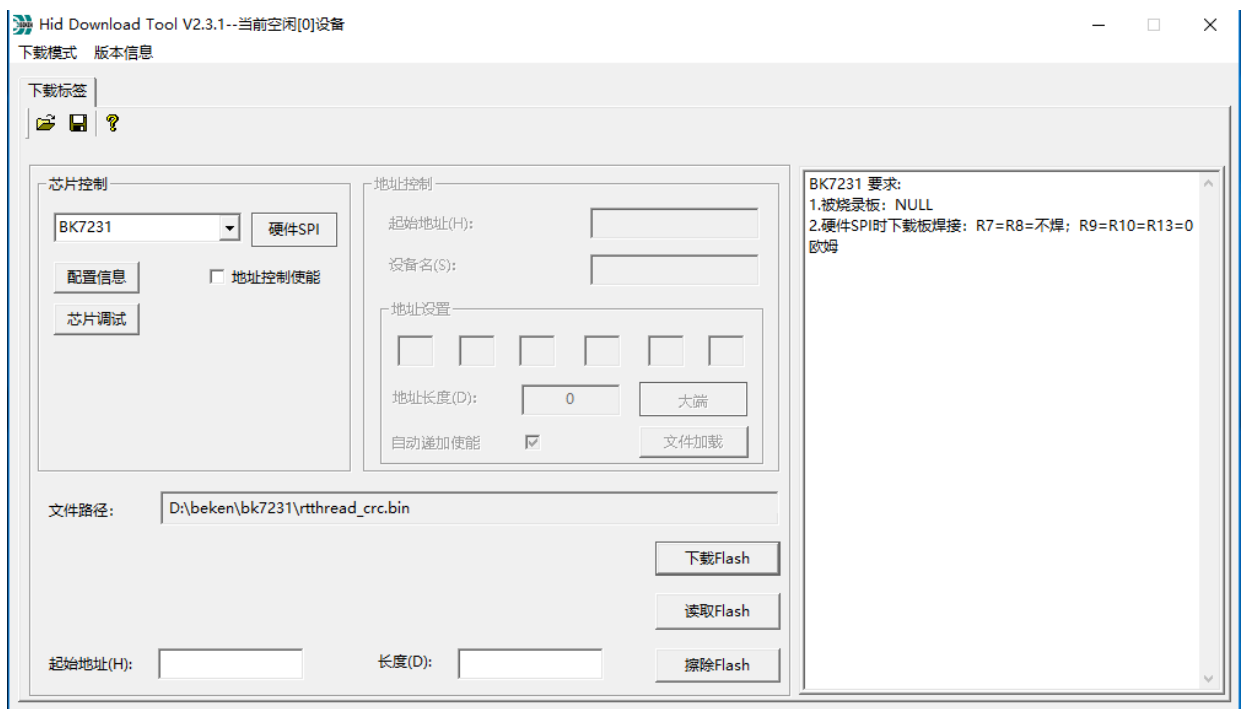 Hid Download Tool V2.3.1--当前空闲[0]设备
下载模式 版本信息
下载标签
芯片控制
BK7231 硬件SPI
配置信息 地址控制使能
芯片调试
地址控制
起始地址(H):
设备名(S):
地址设置
地址长度(D): 0 大端
自动递加使能 文件加载
文件路径: D:\beken\bk7231\rtthread_crc.bin
下载Flash
读取Flash
起始地址(H): 长度(D): 擦除Flash
BK7231 要求:
1.被烧录板：NULL
2.硬件SPI时下载板焊接：R7=R8=不焊；R9=R10=R13=0
欧姆